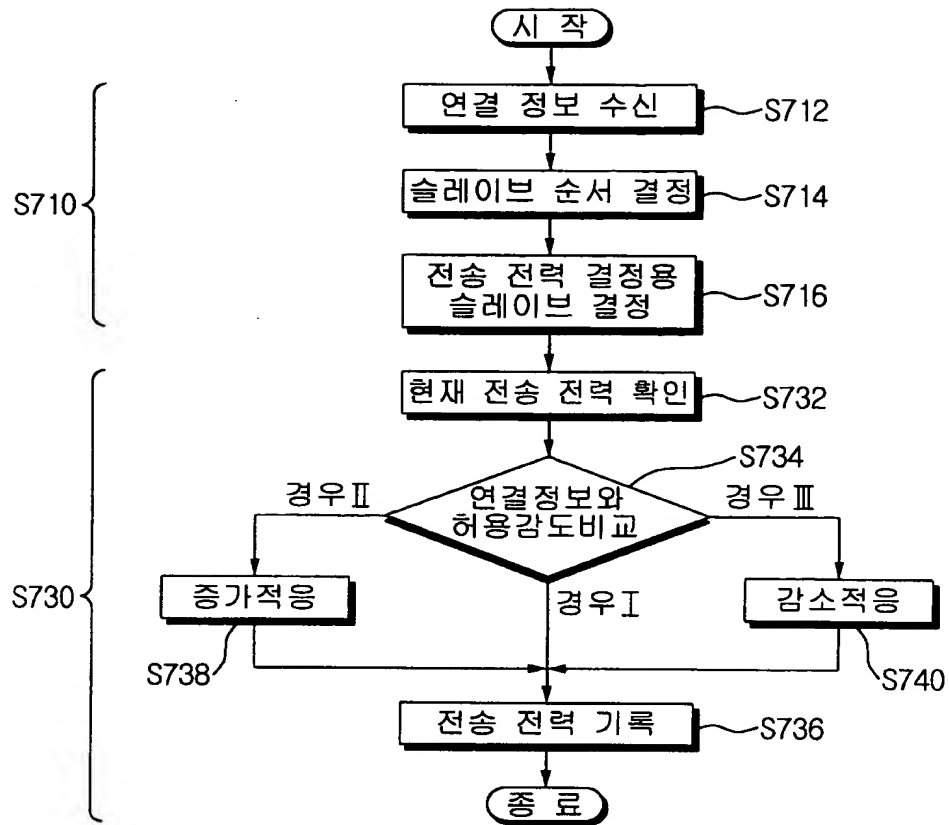 시 작
연결 정보 수신
S712
슬레이브 순서 결정
S714
S710
전송 전력 결정용
슬레이브 결정
S716
현재 전송 전력 확인
S732
S734
경우Ⅱ
연결정보와
허용감도비교
경우Ⅲ
S730
증가적응
경우Ⅰ
감소적응
S738
S740
전송 전력 기록
S736
종 료